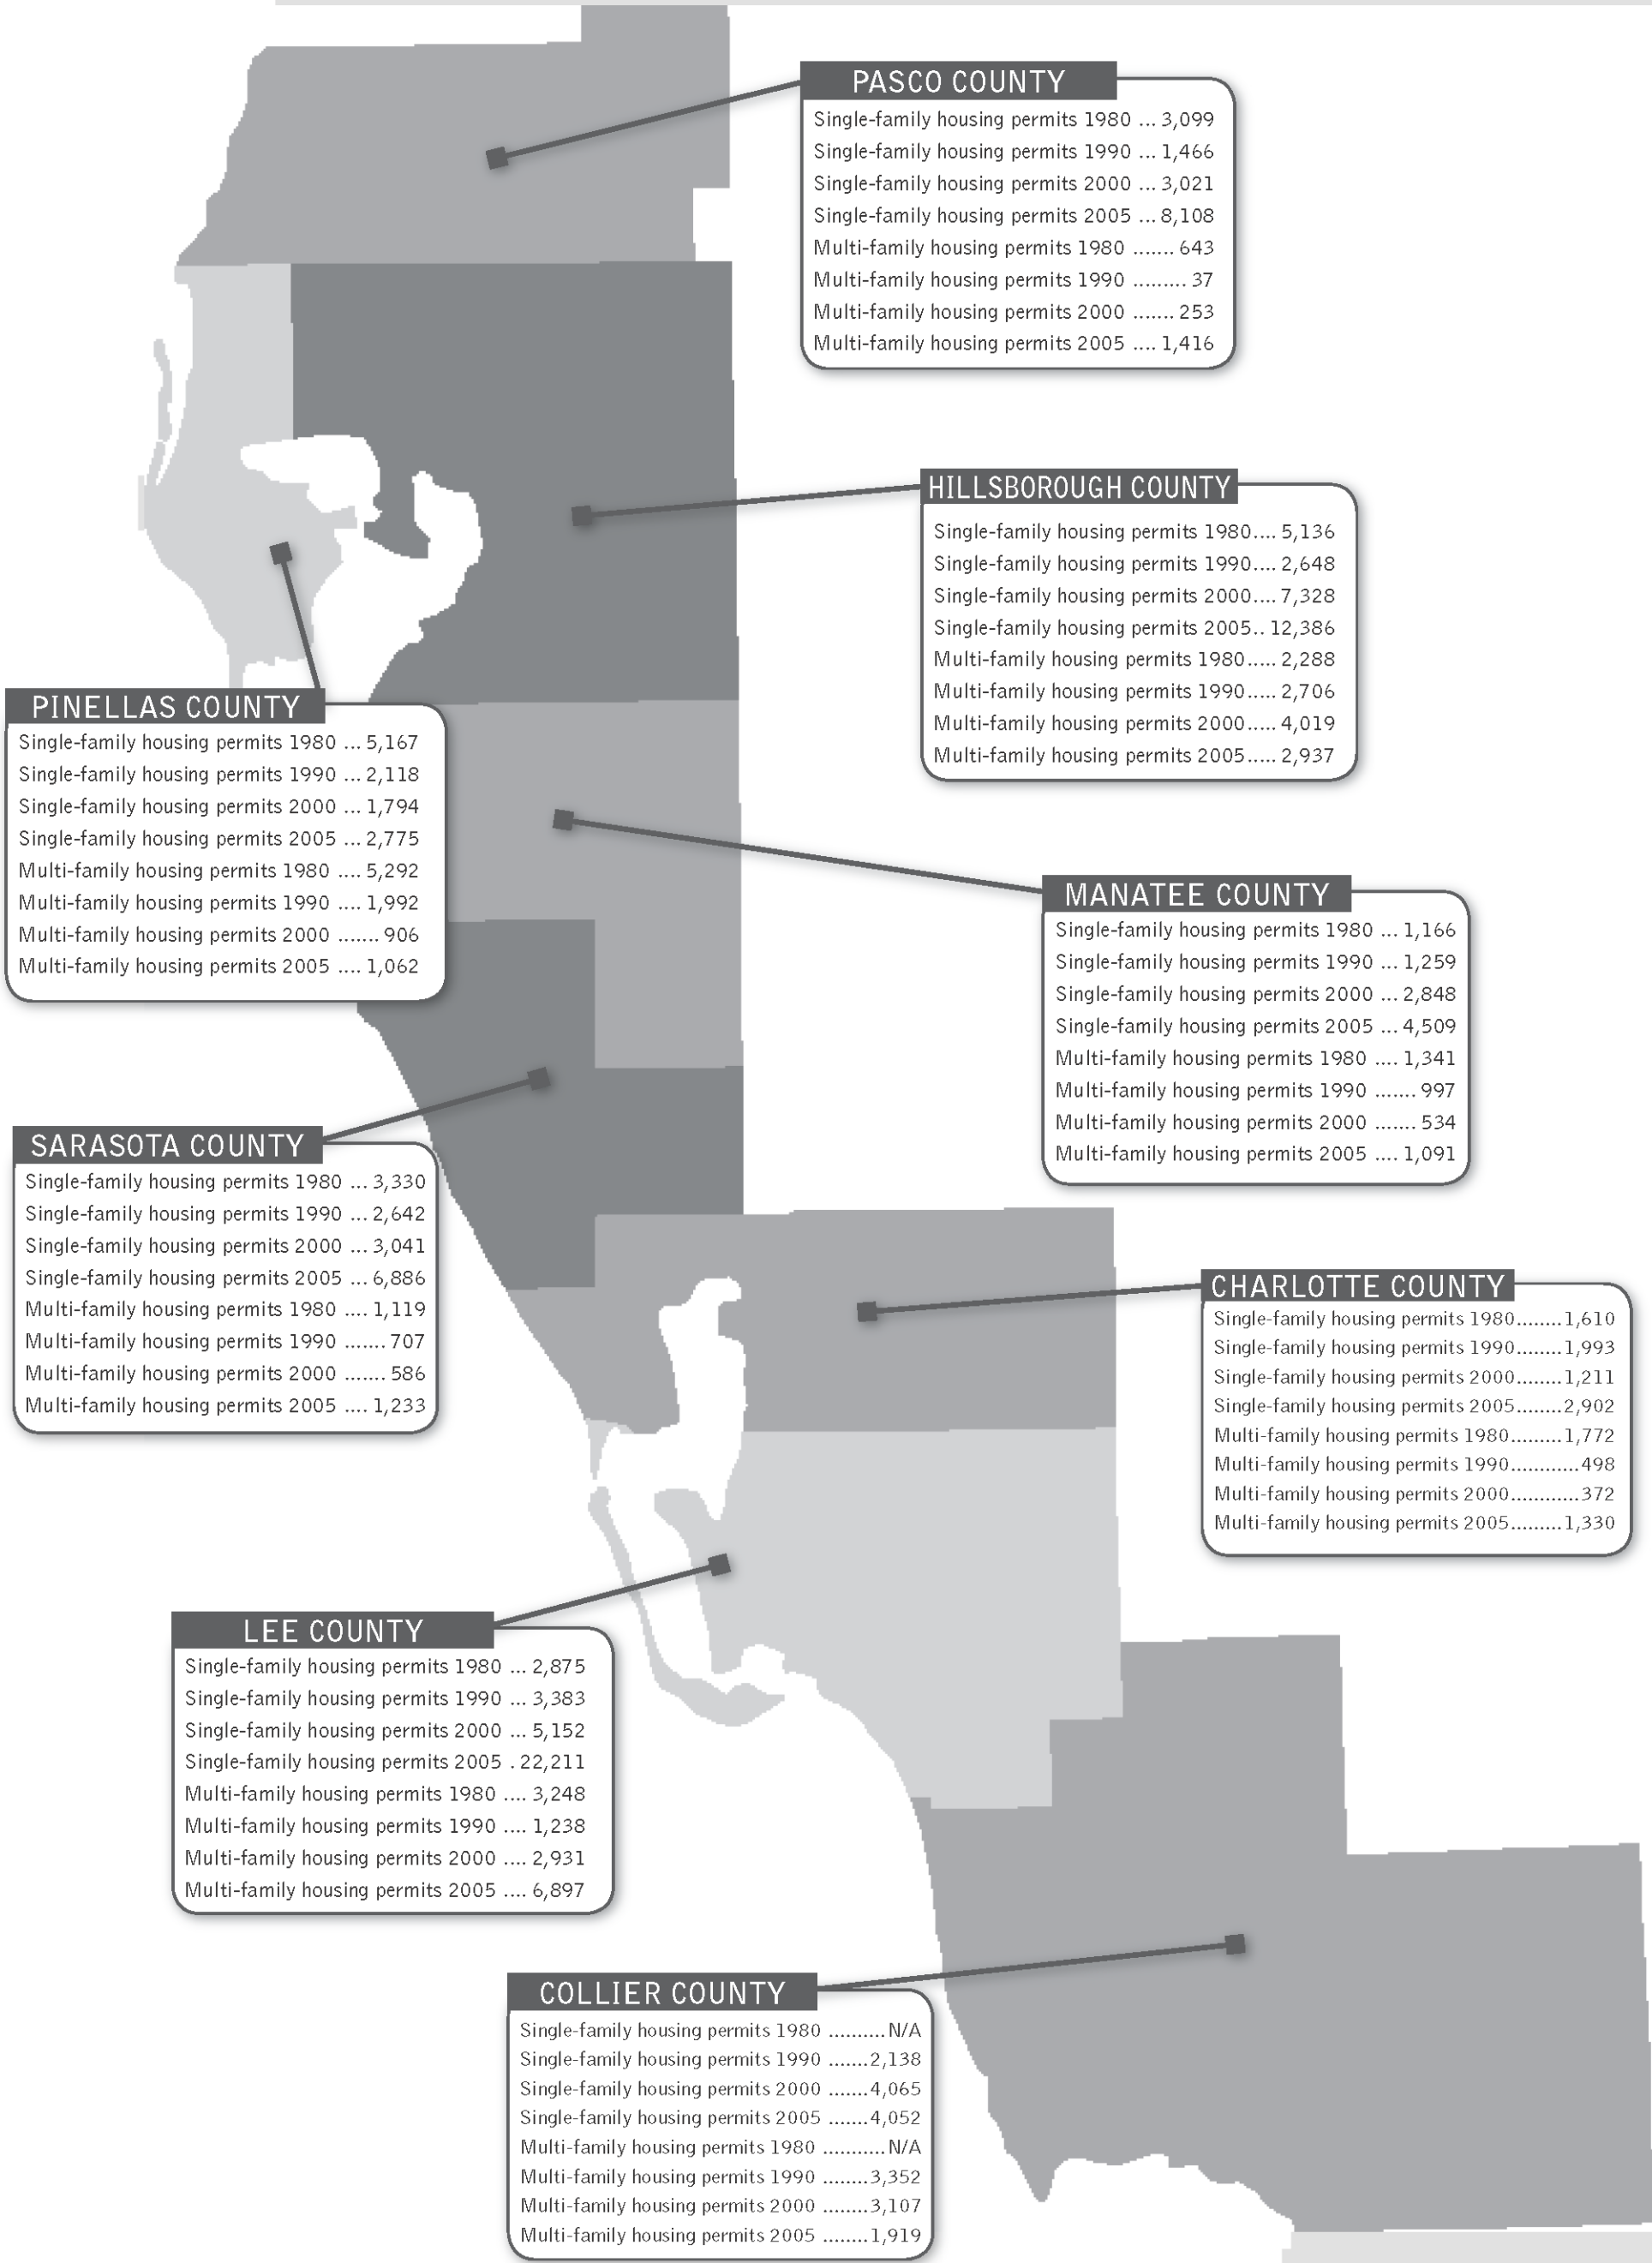 PASCO COUNTY
Single-family housing permits 1980 ... 3,099
Single-family housing permits 1990 ... 1,466
Single-family housing permits 2000 ... 3,021
Single-family housing permits 2005 ... 8,108
Multi-family housing permits 1980 ....... 643
Multi-family housing permits 1990 ......... 37
Multi-family housing permits 2000 ....... 253
Multi-family housing permits 2005 .... 1,416
HILLSBOROUGH COUNTY
Single-family housing permits 1980.... 5,136
Single-family housing permits 1990.... 2,648
Single-family housing permits 2000.... 7,328
Single-family housing permits 2005.. 12,386
Multi-family housing permits 1980..... 2,288
Multi-family housing permits 1990..... 2,706
Multi-family housing permits 2000..... 4,019
Multi-family housing permits 2005..... 2,937
PINELLAS COUNTY
Single-family housing permits 1980 ... 5,167
Single-family housing permits 1990 ... 2,118
Single-family housing permits 2000 ... 1,794
Single-family housing permits 2005 ... 2,775
Multi-family housing permits 1980 .... 5,292
Multi-family housing permits 1990 .... 1,992
Multi-family housing permits 2000 ....... 906
Multi-family housing permits 2005 .... 1,062
MANATEE COUNTY
Single-family housing permits 1980 ... 1,166
Single-family housing permits 1990 ... 1,259
Single-family housing permits 2000 ... 2,848
Single-family housing permits 2005 ... 4,509
Multi-family housing permits 1980 .... 1,341
Multi-family housing permits 1990 ....... 997
Multi-family housing permits 2000 ....... 534
Multi-family housing permits 2005 .... 1,091
SARASOTA COUNTY
Single-family housing permits 1980 ... 3,330
Single-family housing permits 1990 ... 2,642
Single-family housing permits 2000 ... 3,041
Single-family housing permits 2005 ... 6,886
Multi-family housing permits 1980 .... 1,119
Multi-family housing permits 1990 ....... 707
Multi-family housing permits 2000 ....... 586
Multi-family housing permits 2005 .... 1,233
CHARLOTTE COUNTY
Single-family housing permits 1980........1,610
Single-family housing permits 1990........1,993
Single-family housing permits 2000........1,211
Single-family housing permits 2005........2,902
Multi-family housing permits 1980.........1,772
Multi-family housing permits 1990............498
Multi-family housing permits 2000............372
Multi-family housing permits 2005.........1,330
LEE COUNTY
Single-family housing permits 1980 ... 2,875
Single-family housing permits 1990 ... 3,383
Single-family housing permits 2000 ... 5,152
Single-family housing permits 2005 . 22,211
Multi-family housing permits 1980 .... 3,248
Multi-family housing permits 1990 .... 1,238
Multi-family housing permits 2000 .... 2,931
Multi-family housing permits 2005 .... 6,897
COLLIER COUNTY
Single-family housing permits 1980 ..........N/A
Single-family housing permits 1990 .......2,138
Single-family housing permits 2000 .......4,065
Single-family housing permits 2005 .......4,052
Multi-family housing permits 1980 ...........N/A
Multi-family housing permits 1990 ........3,352
Multi-family housing permits 2000 ........3,107
Multi-family housing permits 2005 ........1,919